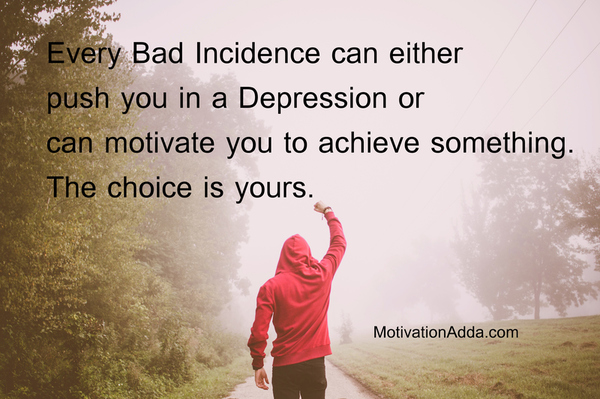 Every Bad Incidence can either
push you in a Depression or
can motivate you to achieve something.
The choice is yours.
MotivationAdda.com